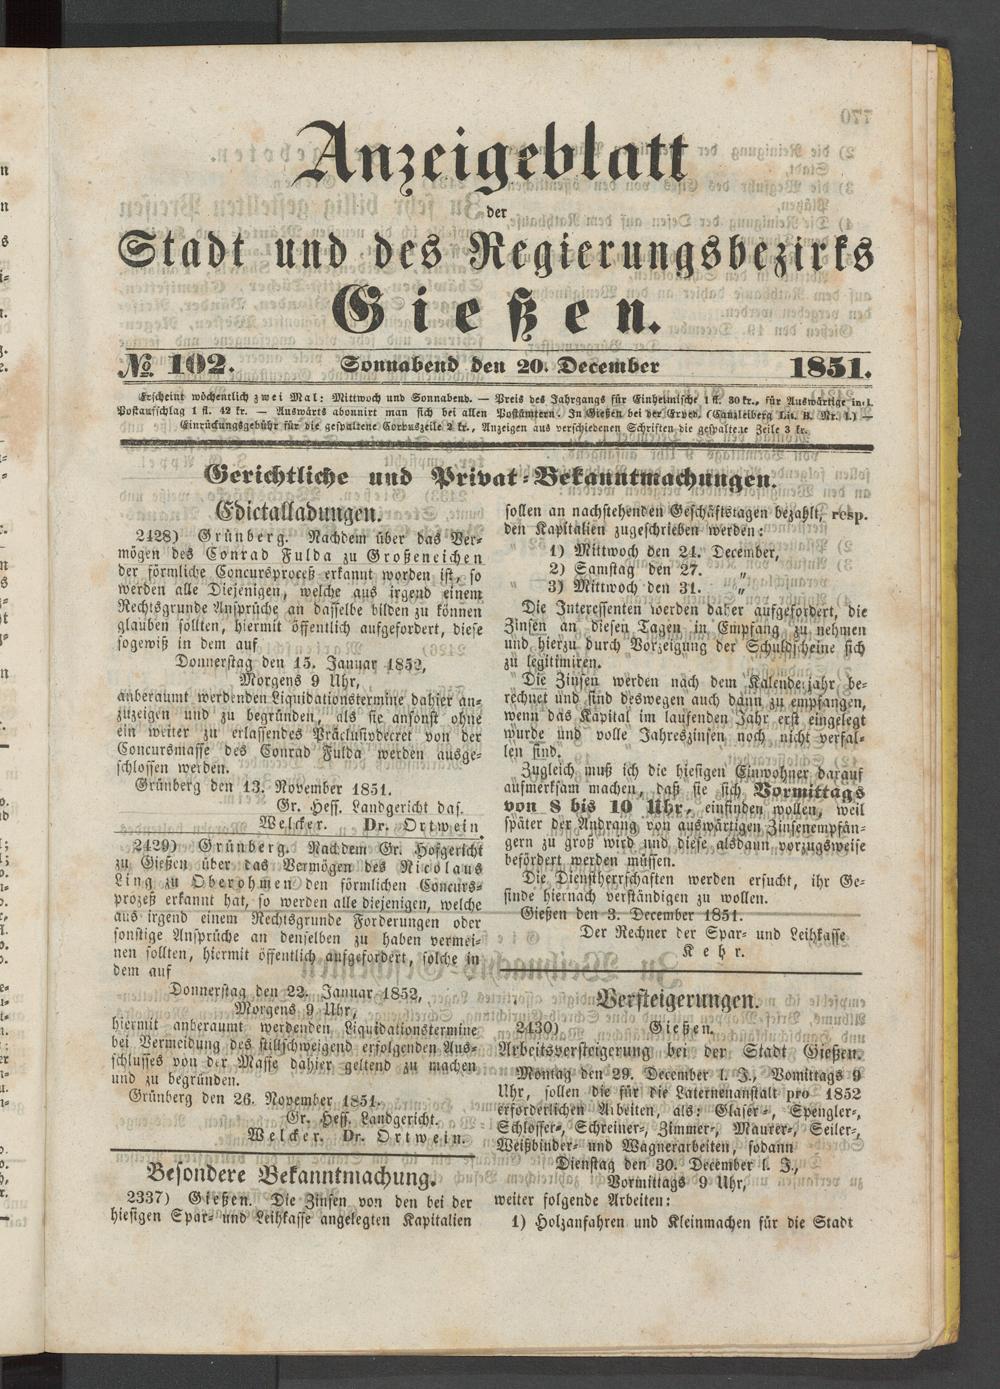 Anzeigeblatt
der
Stadt und des Regierungsbezirks
Gießen.
№ 102. Sonnabend den 20. December 1851.
Erscheint wöchentlich zwei Mal: Mittwoch und Sonnabend. — Preis des Jahrgangs für Einheimische 1 fl. 30 kr., für Auswärtige incl.
Postaufschlag 1 fl. 42 kr. — Auswärts abonnirt man sich bei allen Postämtern. In Gießen bei der Exped. (Canzleiberg Lit. B. Nr. 1.) —
Einrückungsgebühr für die gespaltene Corpuszeile 2 kr., Anzeigen aus verschiedenen Schriften die gespaltene Zeile 3 kr.
Gerichtliche und Privat-Bekanntmachungen.
Edictalladungen.
2428) Grünberg. Nachdem über das Ver-
mögen des Conrad Fulda zu Großeneichen
der förmliche Concursproceß erkannt worden ist, so
werden alle Diejenigen, welche aus irgend einem
Rechtsgrunde Ansprüche an dasselbe bilden zu können
glauben sollten, hiermit öffentlich aufgefordert, diese
sogewiß in dem auf
Donnerstag den 15. Januar 1852,
Morgens 9 Uhr,
anberaumt werdenden Liquidationstermine dahier an-
zuzeigen und zu begründen, als sie ansonst ohne
ein weiter zu erlassendes Präclusivdecret von der
Concursmasse des Conrad Fulda werden ausge-
schlossen werden.
Grünberg den 13. November 1851.
Gr. Hess. Landgericht das.
Welcker. Dr. Ortwein.
2429) Grünberg. Nachdem Gr. Hofgericht
zu Gießen über das Vermögen des Nicolaus
Ling zu Oberohmen den förmlichen Concurs-
prozeß erkannt hat, so werden alle diejenigen, welche
aus irgend einem Rechtsgrunde Forderungen oder
sonstige Ansprüche an denselben zu haben vermei-
nen sollten, hiermit öffentlich aufgefordert, solche in
dem auf
Donnerstag den 22. Januar 1852,
Morgens 9 Uhr,
hiermit anberaumt werdenden Liquidationstermine
bei Vermeidung des stillschweigend erfolgenden Aus-
schlusses von der Masse dahier geltend zu machen
und zu begründen.
Grünberg den 26. November 1851.
Gr. Hess. Landgericht.
Welcker. Dr. Ortwein.
Besondere Bekanntmachung.
2337) Gießen. Die Zinsen von den bei der
hiesigen Spar- und Leihkasse angelegten Kapitalien
sollen an nachstehenden Geschäftstagen bezahlt, resp.
den Kapitalien zugeschrieben werden:
1) Mittwoch den 24. December,
2) Samstag den 27. „
3) Mittwoch den 31. „
Die Interessenten werden daher aufgefordert, die
Zinsen an diesen Tagen in Empfang zu nehmen
und hierzu durch Vorzeigung der Schuldscheine sich
zu legitimiren.
Die Zinsen werden nach dem Kalenderjahr be-
rechnet und sind deswegen auch dann zu empfangen,
wenn das Kapital im laufenden Jahr erst eingelegt
wurde und volle Jahreszinsen noch nicht verfal-
len sind.
Zugleich muß ich die hiesigen Einwohner darauf
aufmerksam machen, daß sie sich Vormittags
von 8 bis 10 Uhr, einfinden wollen, weil
später der Andrang von auswärtigen Zinsenempfän-
gern zu groß wird und diese alsdann vorzugsweise
befördert werden müssen.
Die Dienstherrschaften werden ersucht, ihr Ge-
sinde hiernach verständigen zu wollen.
Gießen den 3. December 1851.
Der Rechner der Spar- und Leihkasse
Kehr.
Versteigerungen.
2430) Gießen.
Arbeitsversteigerung bei der Stadt Gießen.
Montag den 29. December l. J., Vomittags 9
Uhr, sollen die für die Laternenanstalt pro 1852
erforderlichen Arbeiten, als: Glaser-, Spengler-,
Schlosser-, Schreiner-, Zimmer-, Maurer-, Seiler-,
Weißbinder- und Wagnerarbeiten, sodann
Dienstag den 30. December l. J.,
Vormittags 9 Uhr,
weiter folgende Arbeiten:
1) Holzanfahren und Kleinmachen für die Stadt